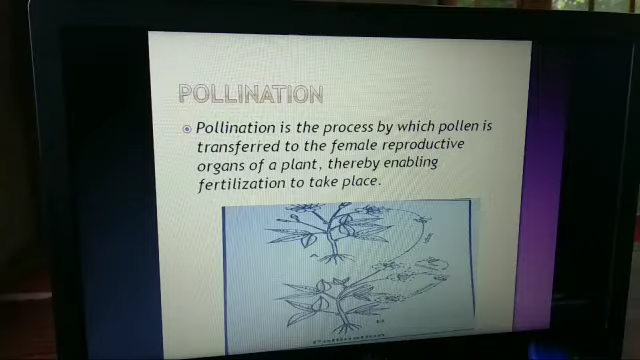 POLLINATION
Pollination is the process by which pollen is
transferred to the female reproductive
organs of a plant, thereby enabling
fertilization to take place.